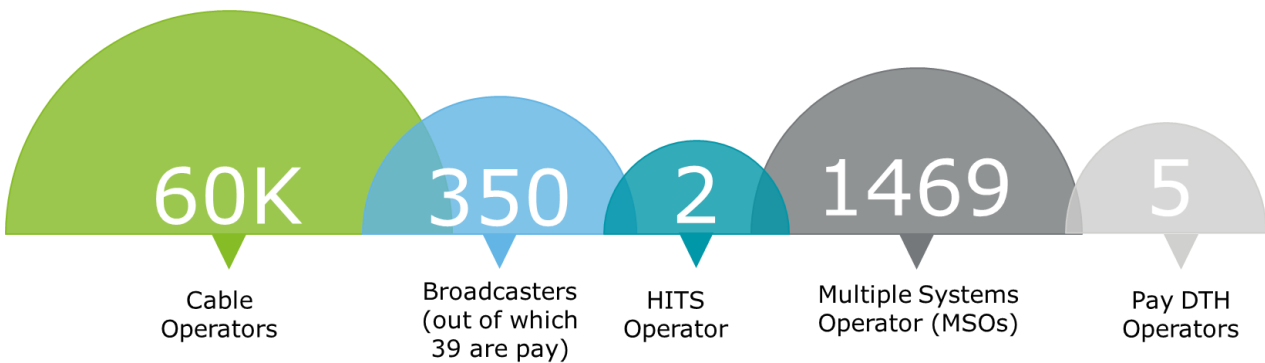 60K
350
2
1469
5
Cable
Operators
Broadcasters
(out of which
39 are pay)
HITS
Operator
Multiple Systems
Operator (MSOs)
Pay DTH
Operators